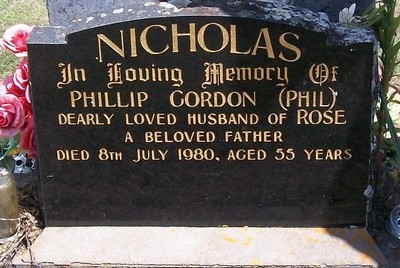 NICHOLAS
In Loving Memory Of
PHILLIP GORDON (PHIL)
DEARLY LOVED HUSBAND OF ROSE
A BELOVED FATHER
DIED 8TH JULY 1980, AGED 55 YEARS